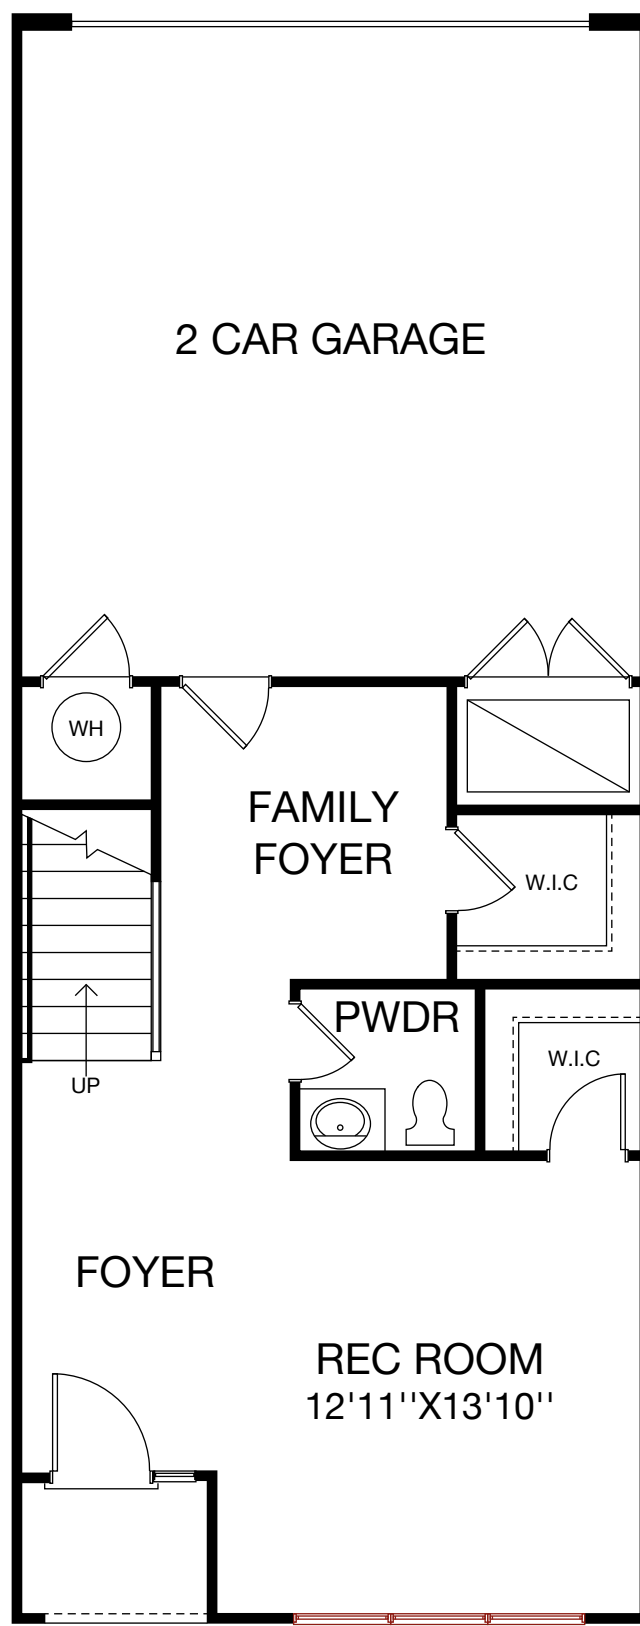 2 CAR GARAGE
WH
FAMILY
FOYER
W.I.C
PWDR
W.I.C
UP
FOYER
REC ROOM
12'11''X13'10''